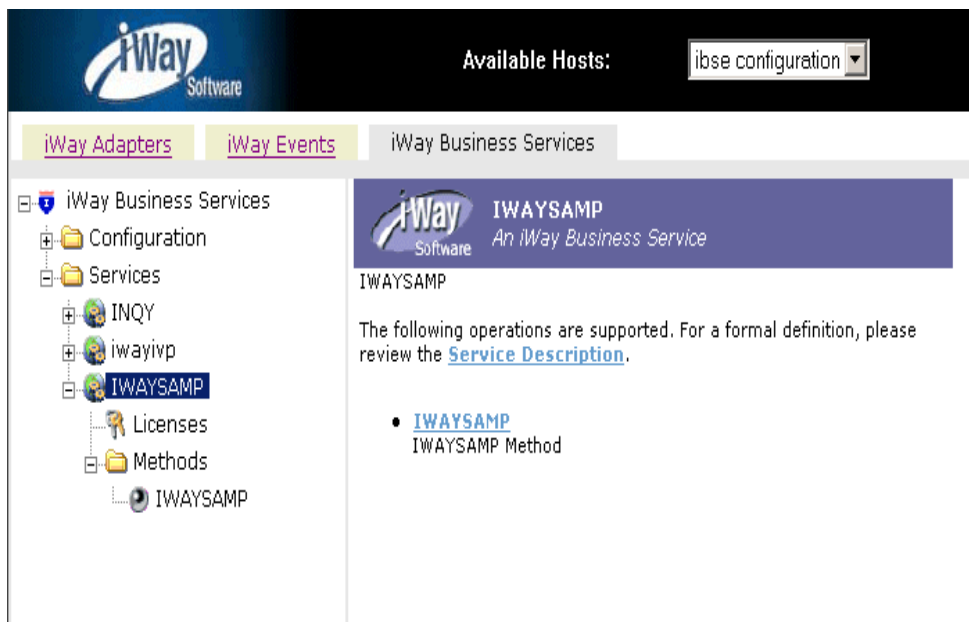 iWay Software
Available Hosts:
ibse configuration
iWay Adapters
iWay Events
iWay Business Services
iWay Business Services
Configuration
Services
INQY
iwayivp
IWAYSAMP
Licenses
Methods
IWAYSAMP
iWay Software
IWAYSAMP
An iWay Business Service
IWAYSAMP
The following operations are supported. For a formal definition, please
review the Service Description.
IWAYSAMP
IWAYSAMP Method